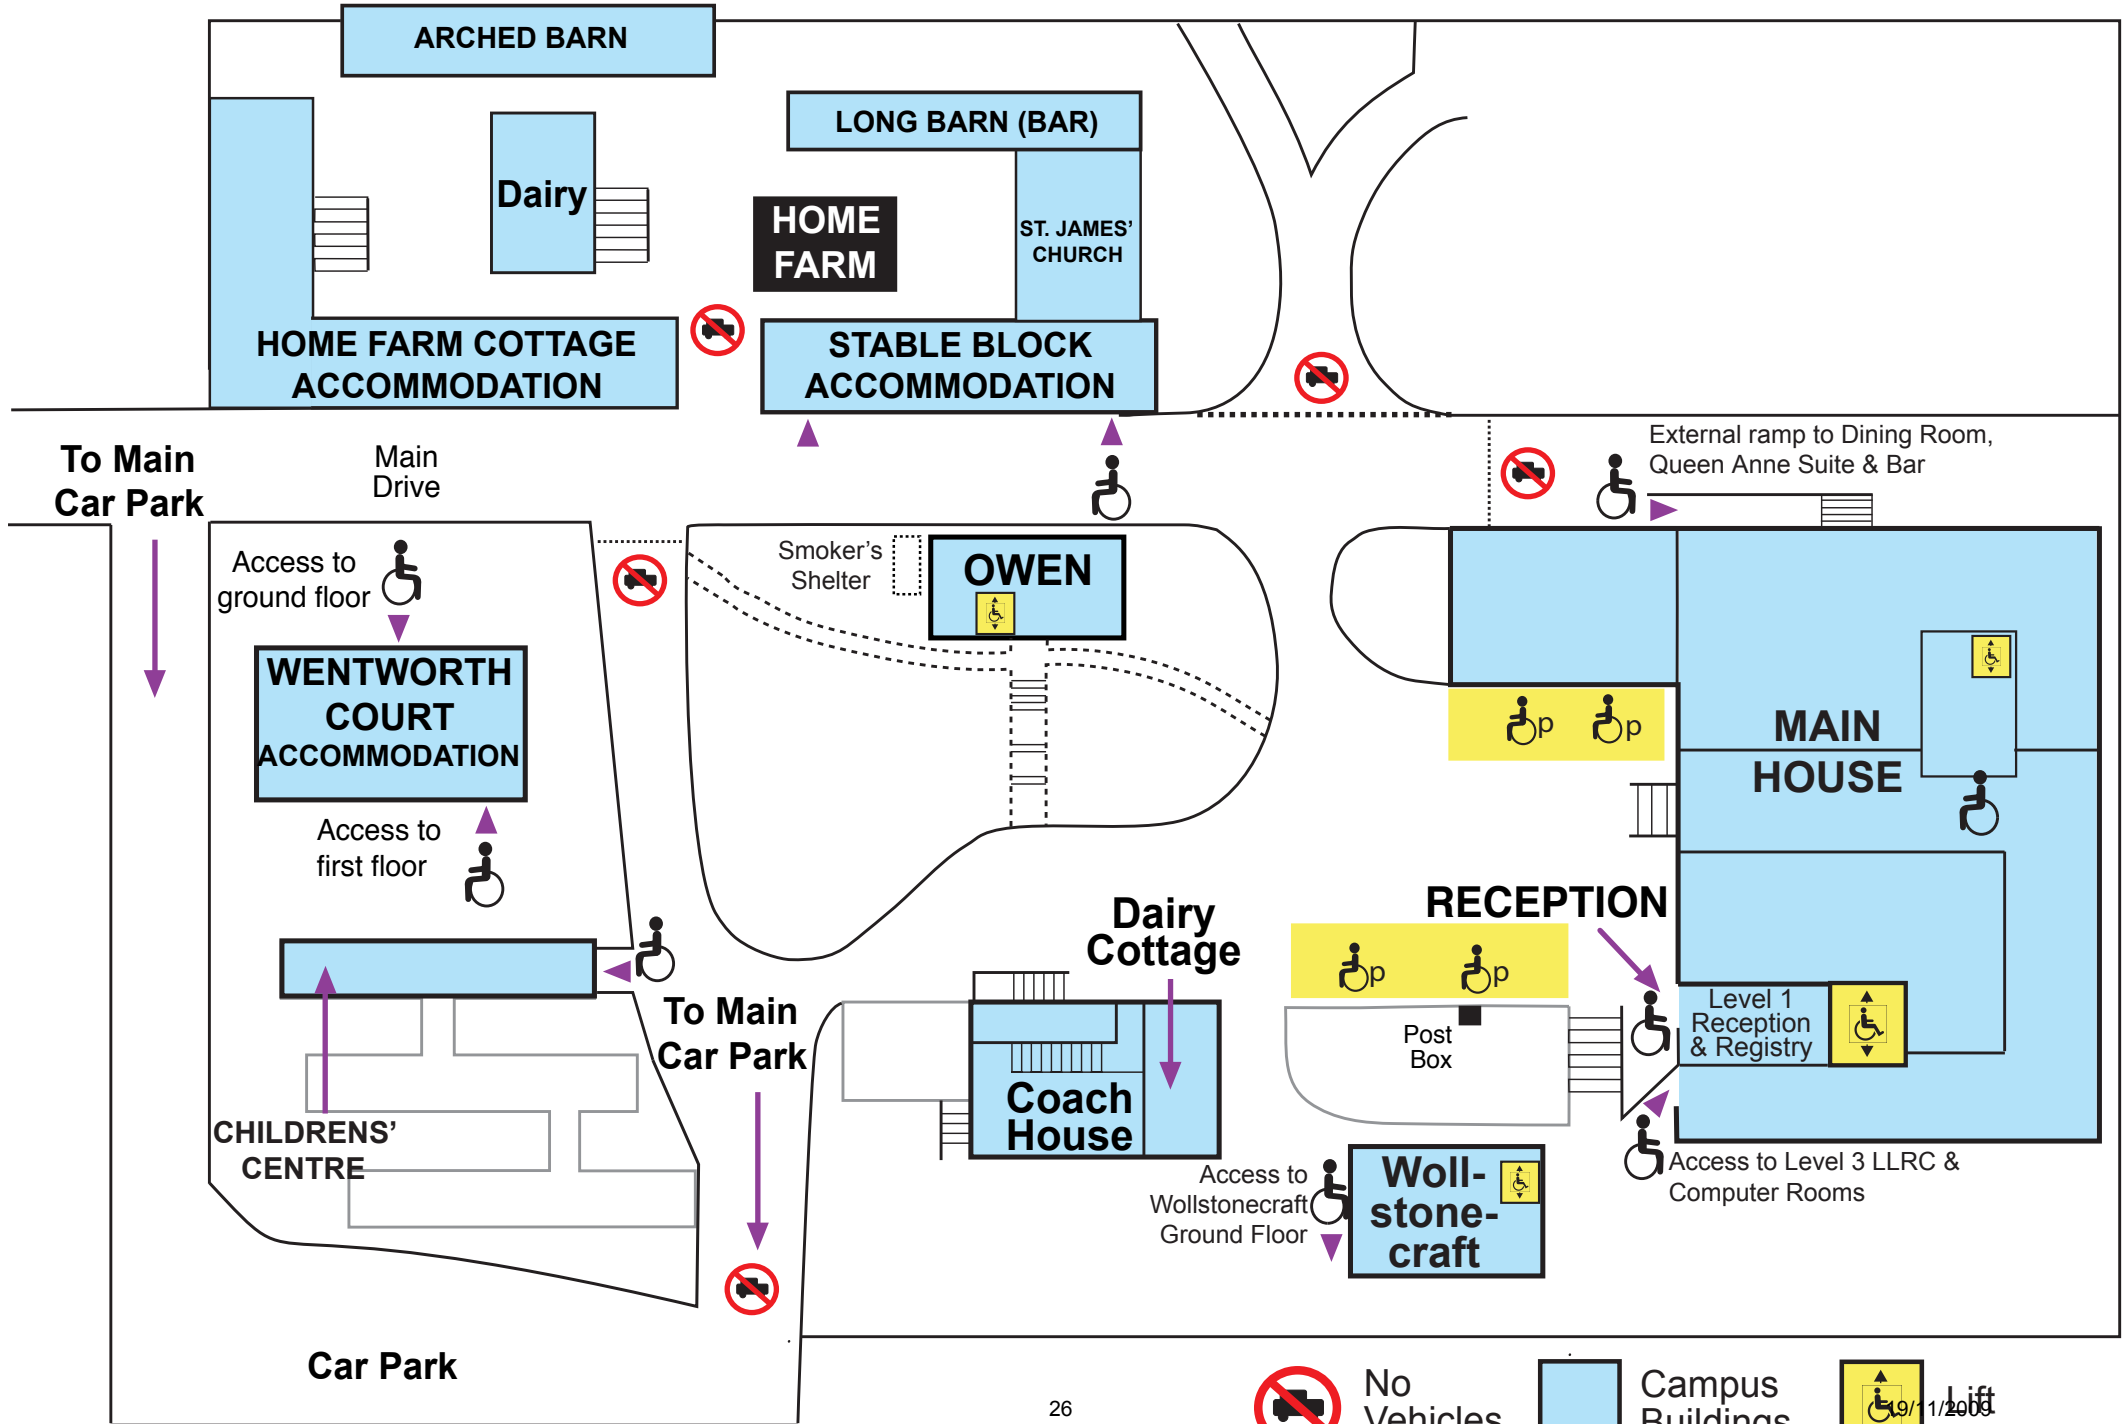 ARCHED BARN
LONG BARN (BAR)
Dairy
HOME
FARM
ST. JAMES'
CHURCH
HOME FARM COTTAGE
ACCOMMODATION
STABLE BLOCK
ACCOMMODATION
To Main
Car Park
Main
Drive
External ramp to Dining Room,
Queen Anne Suite & Bar
Access to
ground floor
Smoker's
Shelter
OWEN
WENTWORTH
COURT
ACCOMMODATION
p
p
MAIN
HOUSE
Access to
first floor
RECEPTION
Dairy
Cottage
p
p
To Main
Car Park
Level 1
Reception
& Registry
Post
Box
Coach
House
CHILDRENS'
CENTRE
Access to
Wollstonecraft
Ground Floor
Woll-
stone-
craft
Access to Level 3 LLRC &
Computer Rooms
Car Park
No
Vehicles
Campus
Buildings
Lift
26
19/11/2009